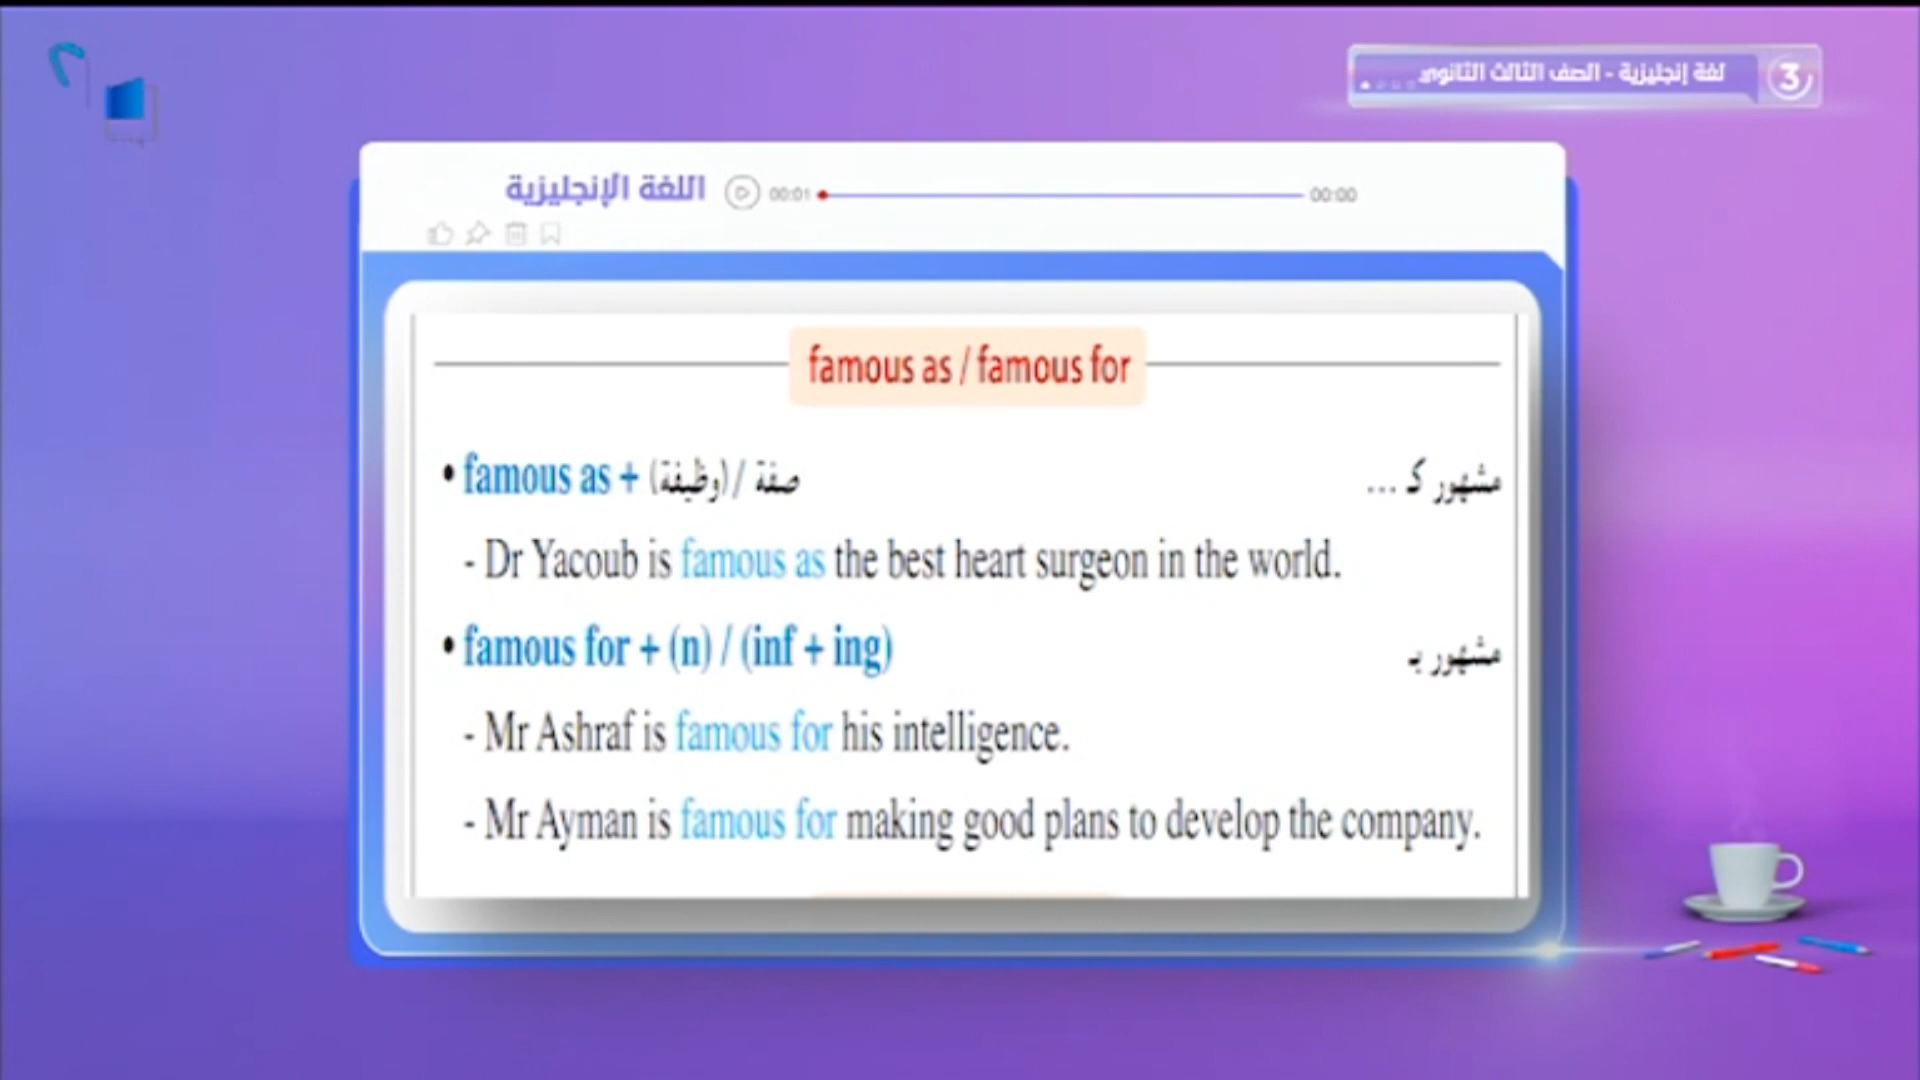 لغة إنجليزية - الصف الثالث الثانوي
3
اللغة الإنجليزية
00:01
00:00
famous as / famous for
• famous as + (وظيفة) / صفة
مشهور كـ ...
- Dr Yacoub is famous as the best heart surgeon in the world.
• famous for + (n) / (inf + ing)
مشهور بـ
- Mr Ashraf is famous for his intelligence.
- Mr Ayman is famous for making good plans to develop the company.